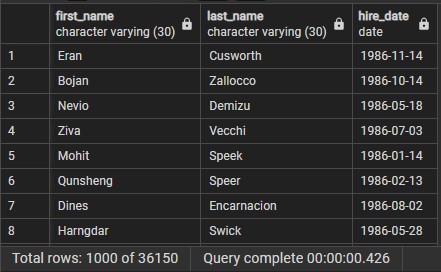 first_name last_name hire_date
character varying (30) character varying (30) date
1 Eran Cusworth 1986-11-14
2 Bojan Zallocco 1986-10-14
3 Nevio Demizu 1986-05-18
4 Ziva Vecchi 1986-07-03
5 Mohit Speek 1986-01-14
6 Qunsheng Speer 1986-02-13
7 Dines Encarnacion 1986-08-02
8 Harngdar Swick 1986-05-28
Total rows: 1000 of 36150 Query complete 00:00:00.426